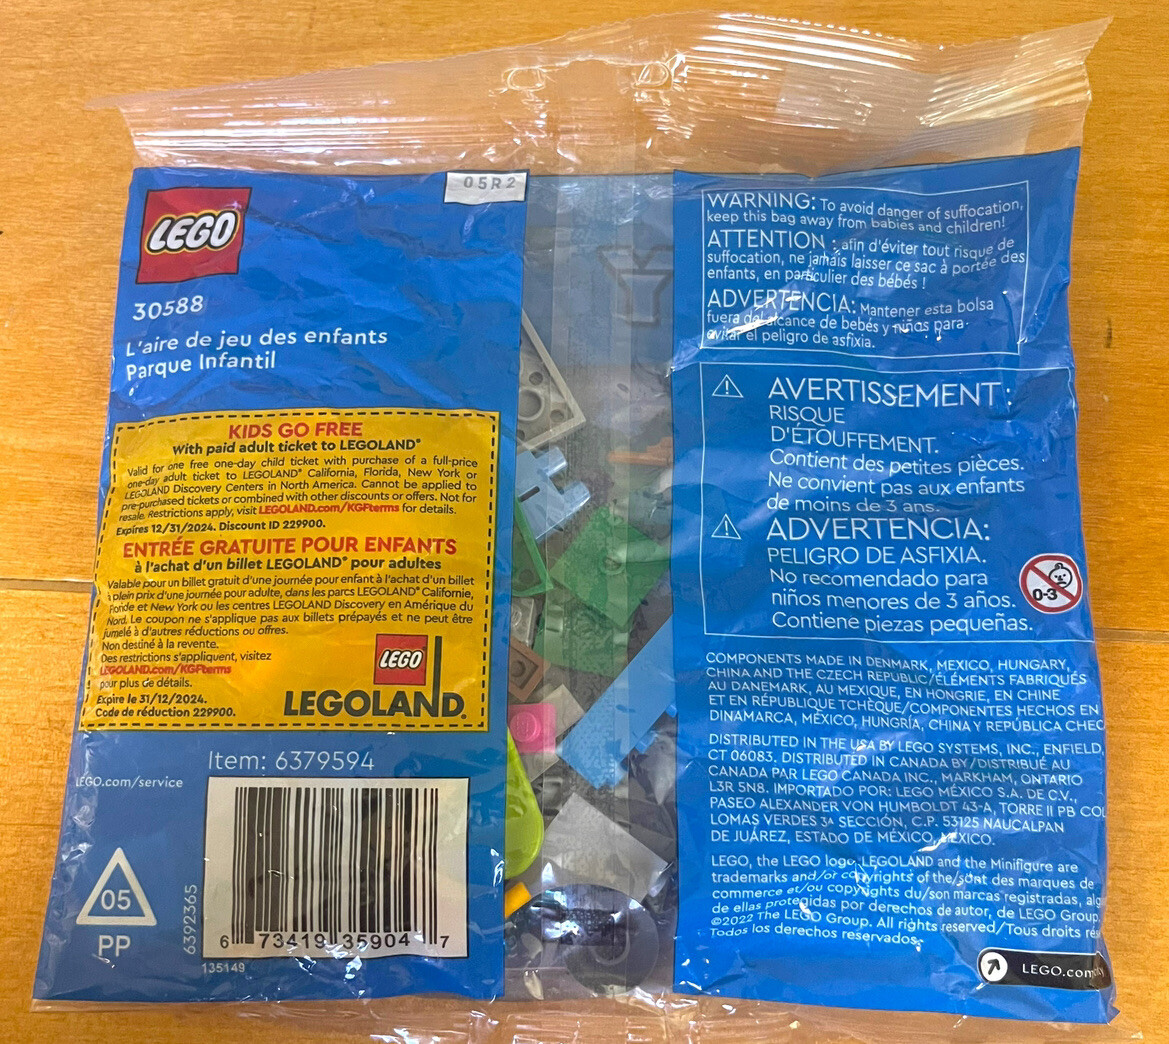 05R2
LEGO
30588
L'aire de jeu des enfants
Parque Infantil
KIDS GO FREE
With paid adult ticket to LEGOLAND®
Valid for one free one-day child ticket with purchase of a full-price
one-day adult ticket to LEGOLAND® California, Florida, New York or
LEGOLAND Discovery Centers in North America. Cannot be applied to
pre-purchased tickets or combined with other discounts or offers. Not for
resale. Restrictions apply, visit LEGOLAND.com/KGFterms for details.
Expires 12/31/2024. Discount ID 229900.
ENTRÉE GRATUITE POUR ENFANTS
à l'achat d'un billet LEGOLAND® pour adultes
Valable pour un billet gratuit d'une journée pour enfant à l'achat d'un billet
à plein prix d'une journée pour adulte, dans les parcs LEGOLAND® Californie,
Floride et New York ou les centres LEGOLAND Discovery en Amérique du
Nord. Le coupon ne s'applique pas aux billets prépayés et ne peut être
jumelé à d'autres réductions ou offres.
Non destiné à la revente.
Des restrictions s'appliquent, visitez
LEGOLAND.com/KGFterms
pour plus de détails.
Expire le 31/12/2024.
Code de réduction 229900.
LEGO
LEGOLAND®
Item: 6379594
LEGO.com/service
05
PP
6392365
6 73419 35904 7
135149
WARNING: To avoid danger of suffocation,
keep this bag away from babies and children!
ATTENTION : afin d'éviter tout risque de
suffocation, ne jamais laisser ce sac à portée des
enfants, en particulier des bébés !
ADVERTENCIA: Mantener esta bolsa
fuera del alcance de bebés y niños para
evitar el peligro de asfixia.
AVERTISSEMENT :
RISQUE
D'ÉTOUFFEMENT.
Contient des petites pièces.
Ne convient pas aux enfants
de moins de 3 ans.
ADVERTENCIA:
PELIGRO DE ASFIXIA.
No recomendado para
niños menores de 3 años.
Contiene piezas pequeñas.
0-3
COMPONENTS MADE IN DENMARK, MEXICO, HUNGARY,
CHINA AND THE CZECH REPUBLIC/ÉLÉMENTS FABRIQUÉS
AU DANEMARK, AU MEXIQUE, EN HONGRIE, EN CHINE
ET EN RÉPUBLIQUE TCHÈQUE/COMPONENTES HECHOS EN
DINAMARCA, MÉXICO, HUNGRÍA, CHINA Y REPÚBLICA CHEC
DISTRIBUTED IN THE USA BY LEGO SYSTEMS, INC., ENFIELD,
CT 06083. DISTRIBUTED IN CANADA BY/DISTRIBUÉ AU
CANADA PAR LEGO CANADA INC., MARKHAM, ONTARIO
L3R 5N8. IMPORTADO POR: LEGO MÉXICO S.A. DE C.V.,
PASEO ALEXANDER VON HUMBOLDT 43-A, TORRE II PB COL
LOMAS VERDES 3ª SECCIÓN, C.P. 53125 NAUCALPAN
DE JUÁREZ, ESTADO DE MÉXICO, MÉXICO.
LEGO, the LEGO logo, LEGOLAND and the Minifigure are
trademarks and/or copyrights of the/sont des marques de
commerce et/ou copyrights du/son marcas registradas, alg
de ellas protegidas por derechos de autor, de LEGO Group.
©2022 The LEGO Group. All rights reserved/Tous droits rés
Todos los derechos reservados.
LEGO.com